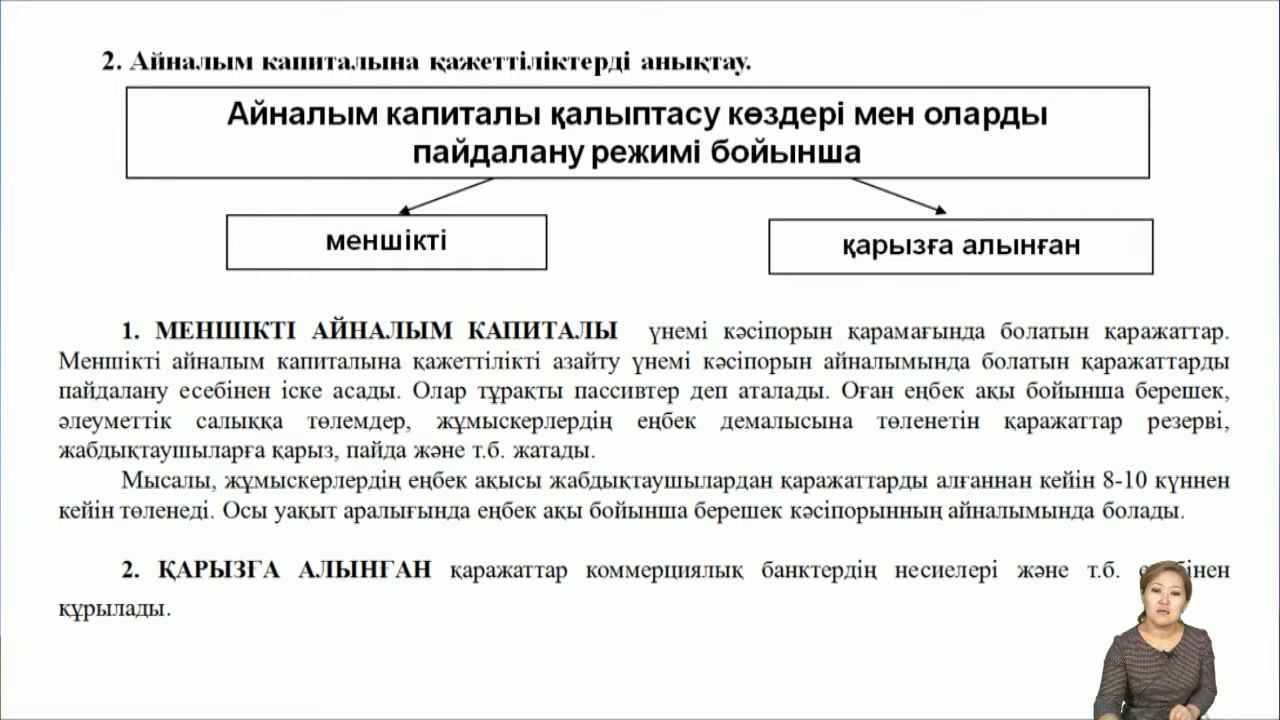 2. Айналым капиталына қажеттіліктерді анықтау.
Айналым капиталы қалыптасу көздері мен оларды
пайдалану режимі бойынша
меншікті
қарызға алынған
1. МЕНШІКТІ АЙНАЛЫМ КАПИТАЛЫ үнемі кәсіпорын қарамағында болатын қаражаттар.
Меншікті айналым капиталына қажеттілікті азайту үнемі кәсіпорын айналымында болатын қаражаттарды
пайдалану есебінен іске асады. Олар тұрақты пассивтер деп аталады. Оған еңбек ақы бойынша берешек,
әлеуметтік салыққа төлемдер, жұмыскерлердің еңбек демалысына төленетін қаражаттар резерві,
жабдықтаушыларға қарыз, пайда және т.б. жатады.
Мысалы, жұмыскерлердің еңбек ақысы жабдықтаушылардан қаражаттарды алғаннан кейін 8-10 күннен
кейін төленеді. Осы уақыт аралығында еңбек ақы бойынша берешек кәсіпорынның айналымында болады.
2. ҚАРЫЗҒА АЛЫНҒАН қаражаттар коммерциялық банктердің несиелері және т.б.
құрылады.